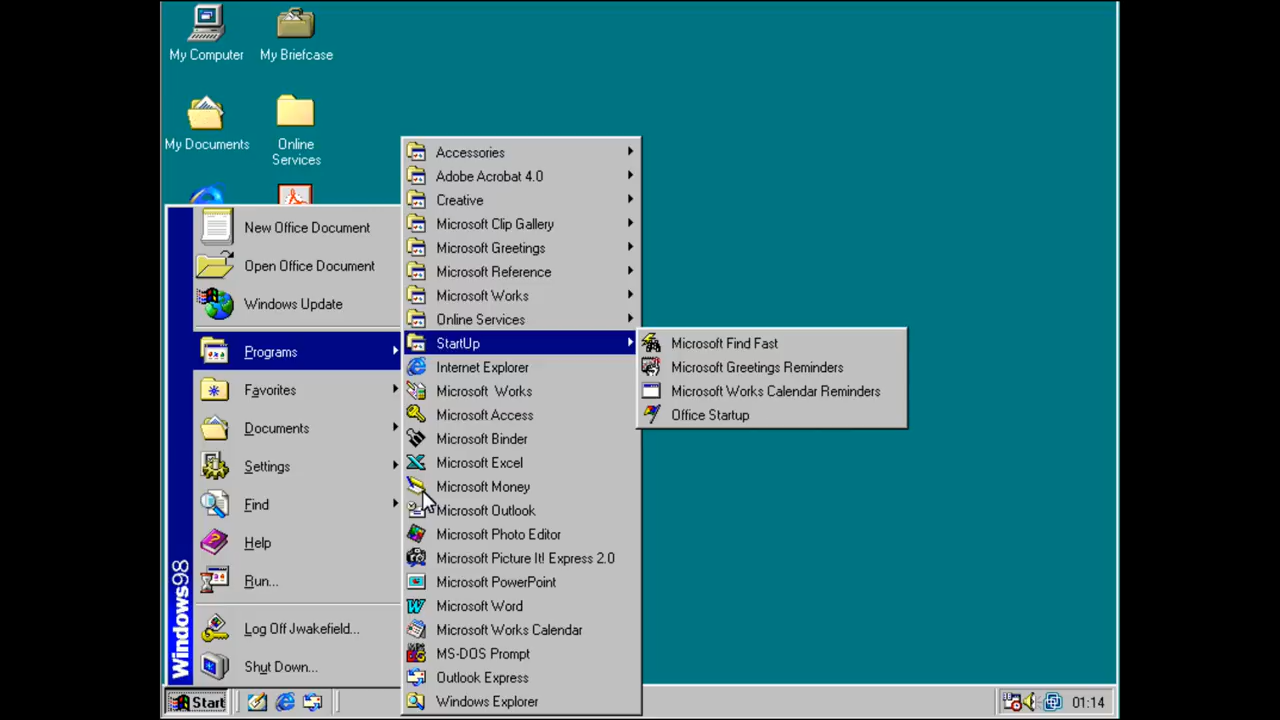 My Computer
My Briefcase
My Documents
Online
Services
Accessories
Adobe Acrobat 4.0
Creative
Microsoft Clip Gallery
Microsoft Greetings
Microsoft Reference
Microsoft Works
Online Services
StartUp
Internet Explorer
Microsoft  Works
Microsoft Access
Microsoft Binder
Microsoft Excel
Microsoft Money
Microsoft Outlook
Microsoft Photo Editor
Microsoft Picture It! Express 2.0
Microsoft PowerPoint
Microsoft Word
Microsoft Works Calendar
MS-DOS Prompt
Outlook Express
Windows Explorer
Microsoft Find Fast
Microsoft Greetings Reminders
Microsoft Works Calendar Reminders
Office Startup
New Office Document
Open Office Document
Windows Update
Programs
Favorites
Documents
Settings
Find
Help
Run...
Log Off Jwakefield...
Shut Down...
Windows98
Start
01:14